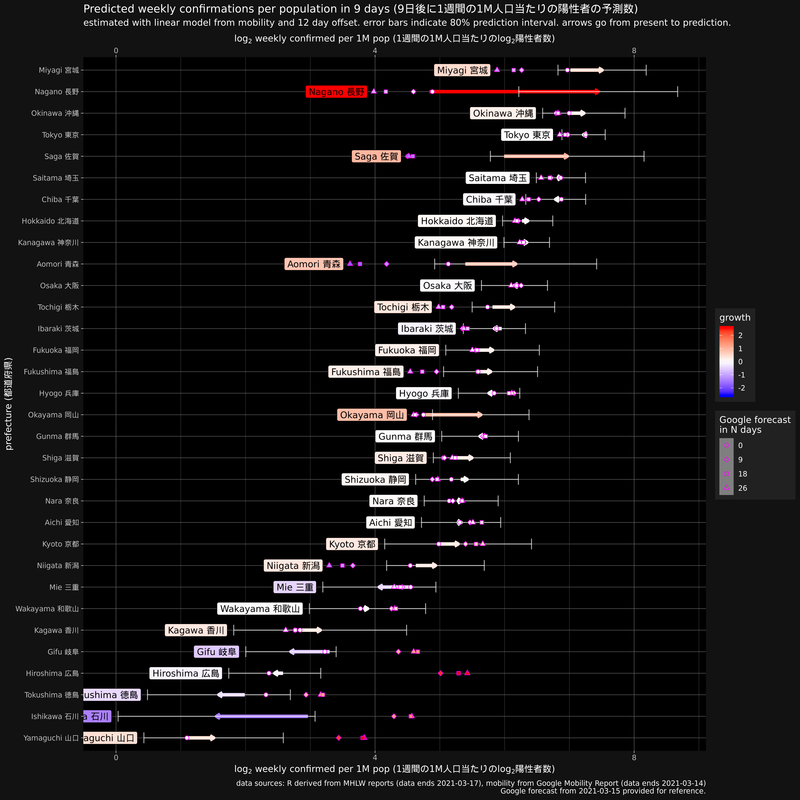 Predicted weekly confirmations per population in 9 days (9日後に1週間の1M人口当たりの陽性者の予測数)
estimated with linear model from mobility and 12 day offset. error bars indicate 80% prediction interval. arrows go from present to prediction.
log2 weekly confirmed per 1M pop (1週間の1M人口当たりのlog2陽性者数)
0 4 8
Miyagi 宮城 Miyagi 宮城
Nagano 長野 Nagano 長野
Okinawa 沖縄 Okinawa 沖縄
Tokyo 東京 Tokyo 東京
Saga 佐賀 Saga 佐賀
Saitama 埼玉 Saitama 埼玉
Chiba 千葉 Chiba 千葉
Hokkaido 北海道 Hokkaido 北海道
Kanagawa 神奈川 Kanagawa 神奈川
Aomori 青森 Aomori 青森
Osaka 大阪 Osaka 大阪
Tochigi 栃木 Tochigi 栃木
Ibaraki 茨城 Ibaraki 茨城
Fukuoka 福岡 Fukuoka 福岡
Fukushima 福島 Fukushima 福島
Hyogo 兵庫 Hyogo 兵庫
Okayama 岡山 Okayama 岡山
Gunma 群馬 Gunma 群馬
Shiga 滋賀 Shiga 滋賀
Shizuoka 静岡 Shizuoka 静岡
Nara 奈良 Nara 奈良
Aichi 愛知 Aichi 愛知
Kyoto 京都 Kyoto 京都
Niigata 新潟 Niigata 新潟
Mie 三重 Mie 三重
Wakayama 和歌山 Wakayama 和歌山
Kagawa 香川 Kagawa 香川
Gifu 岐阜 Gifu 岐阜
Hiroshima 広島 Hiroshima 広島
Tokushima 徳島 ushima 徳島
Ishikawa 石川 a 石川
Yamaguchi 山口 aguchi 山口
0 4 8
log2 weekly confirmed per 1M pop (1週間の1M人口当たりのlog2陽性者数)
prefecture (都道府県)
growth
2
1
0
-1
-2
Google forecast
in N days
0
9
18
26
data sources: R derived from MHLW reports (data ends 2021-03-17), mobility from Google Mobility Report (data ends 2021-03-14)
Google forecast from 2021-03-15 provided for reference.